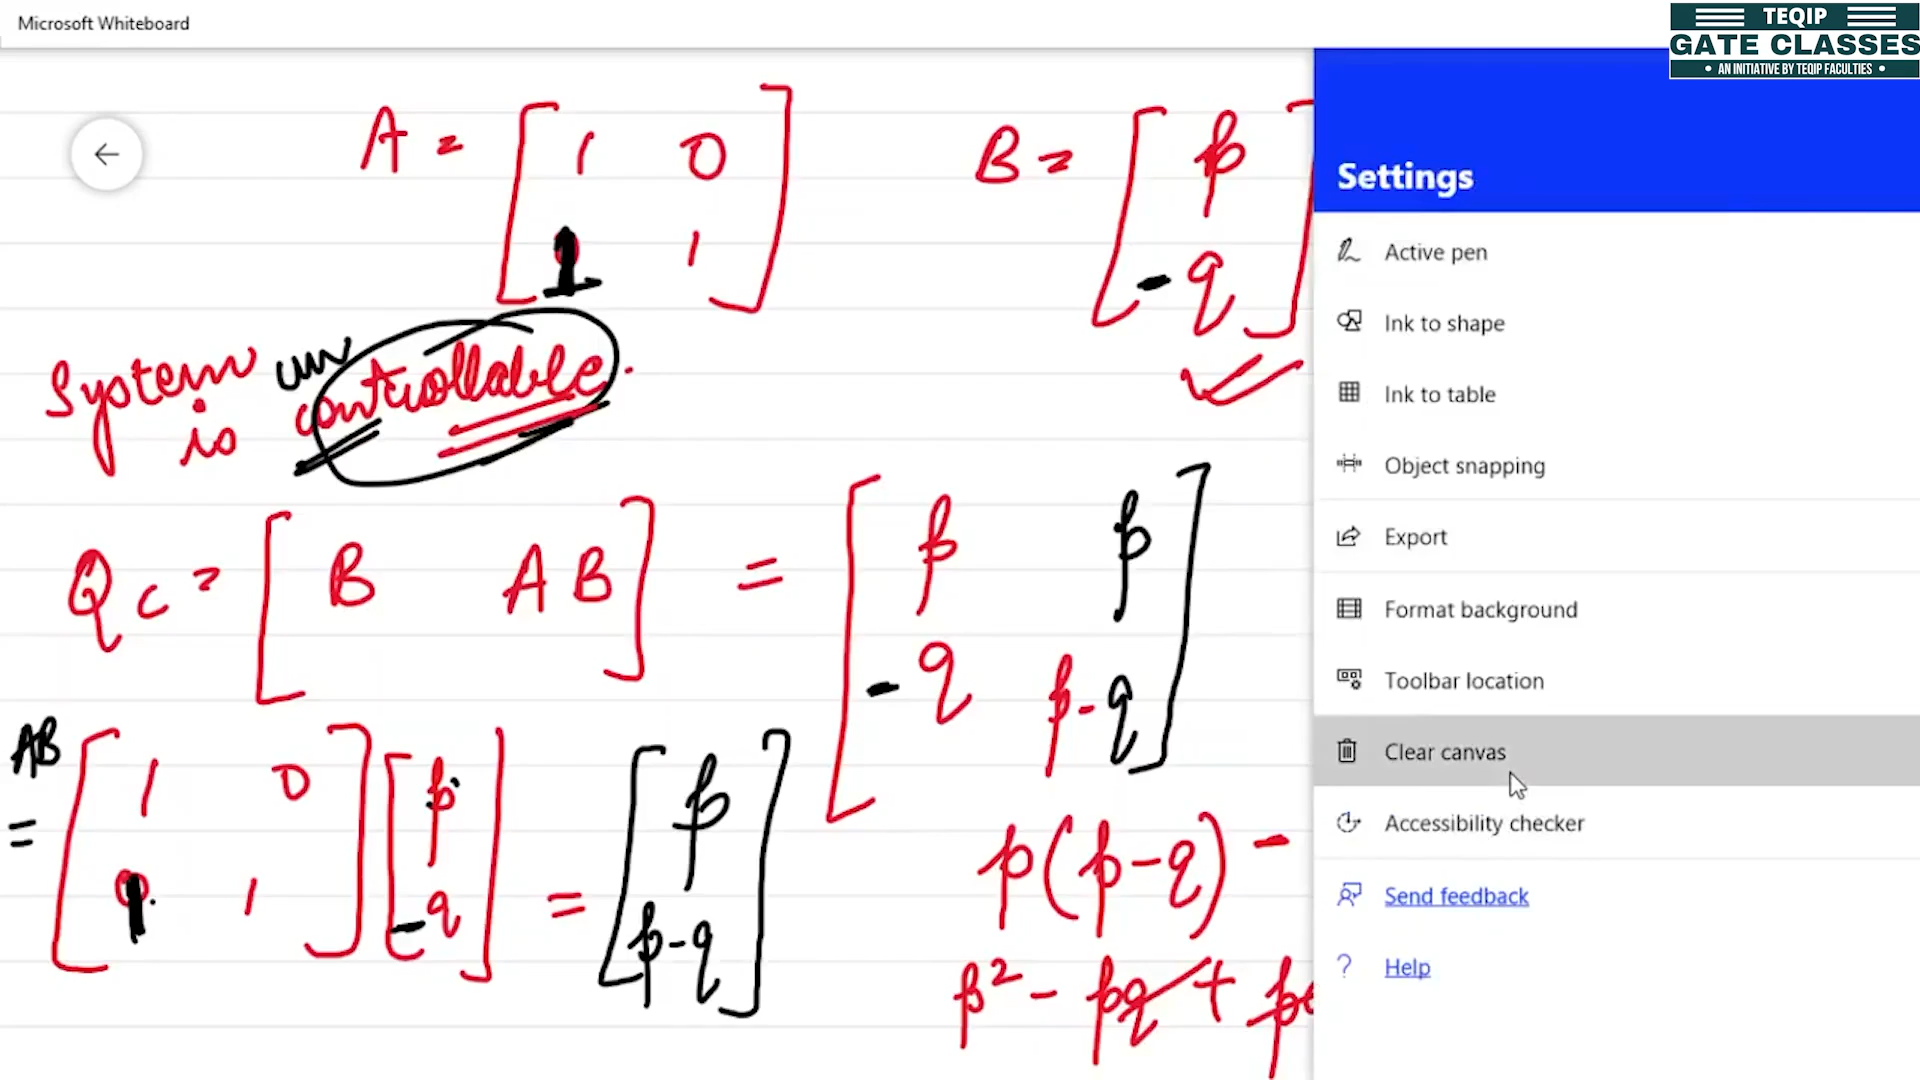 Microsoft Whiteboard
TEQIP
GATE CLASSES
• AN INITIATIVE BY TEQIP FACULTIES •
A = [ 1 0
1 1 ]
B = [ p
- q ]
System is un controllable.
Qc = [ B AB ] = [ p p
- q p - q ]
AB
= [ 1 0
1 1 ] [ p
- q ] = [ p
p - q ]
p(p-q) -
p² - pq +
Settings
Active pen
Ink to shape
Ink to table
Object snapping
Export
Format background
Toolbar location
Clear canvas
Accessibility checker
Send feedback
Help